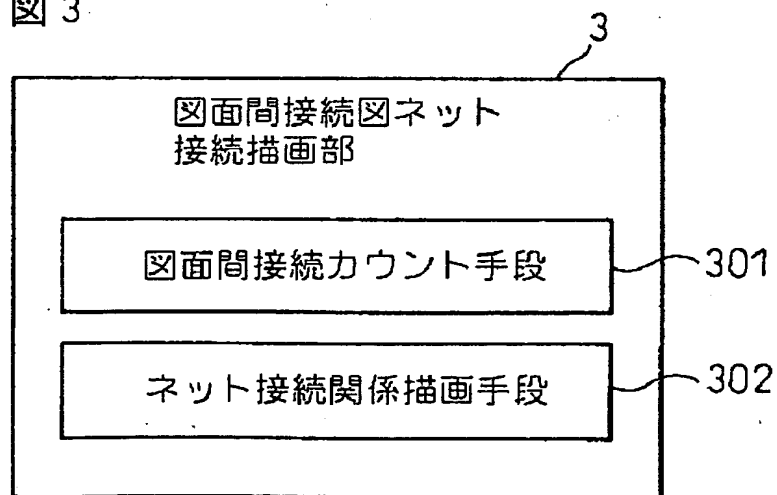 図 3
3
図面間接続図ネット
接続描画部
図面間接続カウント手段
301
ネット接続関係描画手段
302